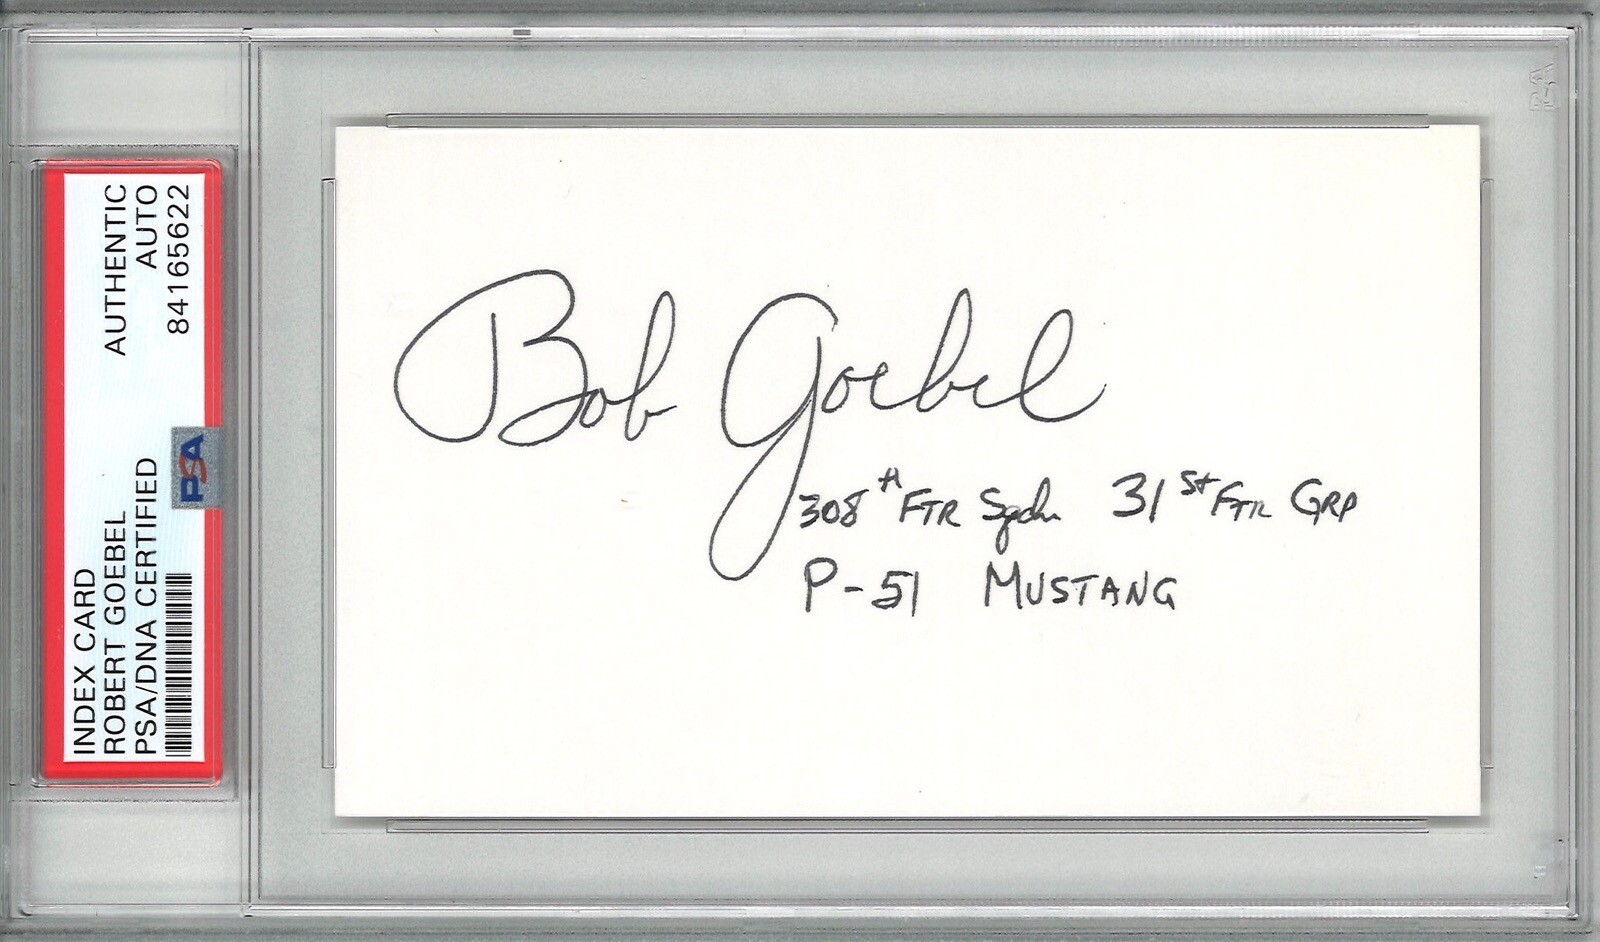 INDEX CARD
ROBERT GOEBEL
PSA/DNA CERTIFIED
AUTHENTIC
AUTO
84165622
PSA
Bob Goebel
308th FTR Sqdn 31st FTR GRP
P-51 MUSTANG